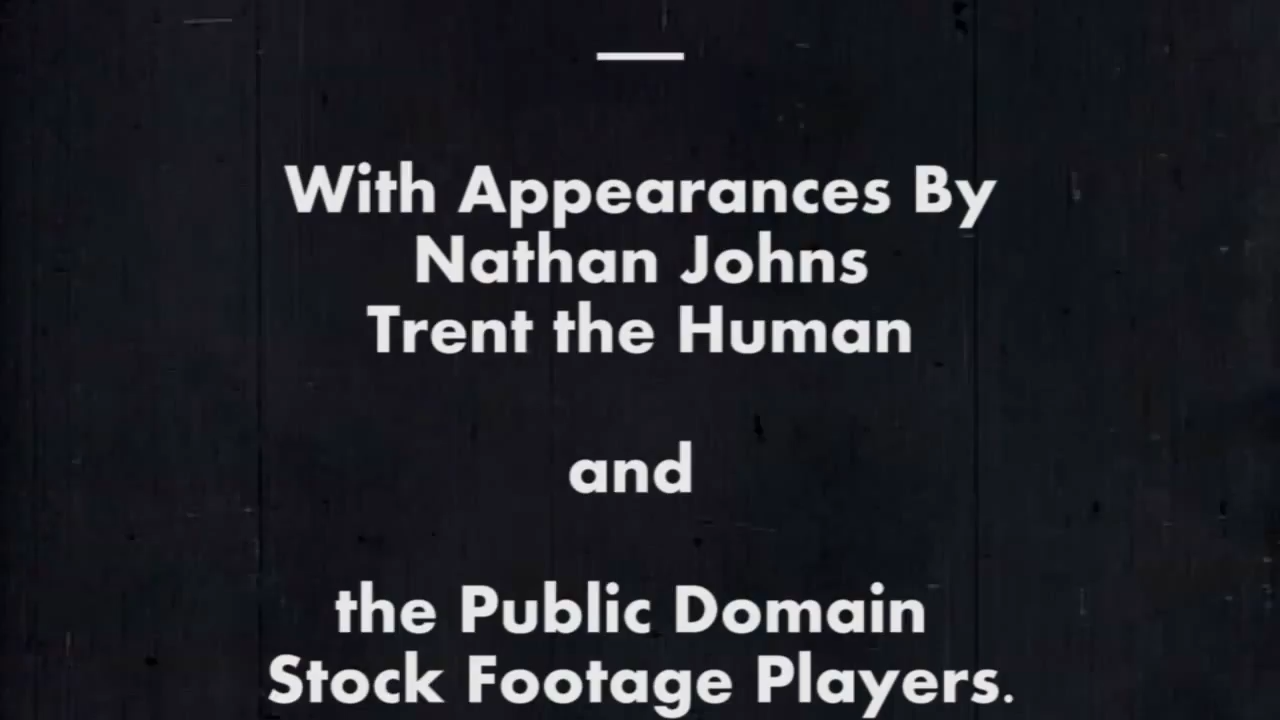 With Appearances By
Nathan Johns
Trent the Human
and
the Public Domain
Stock Footage Players.